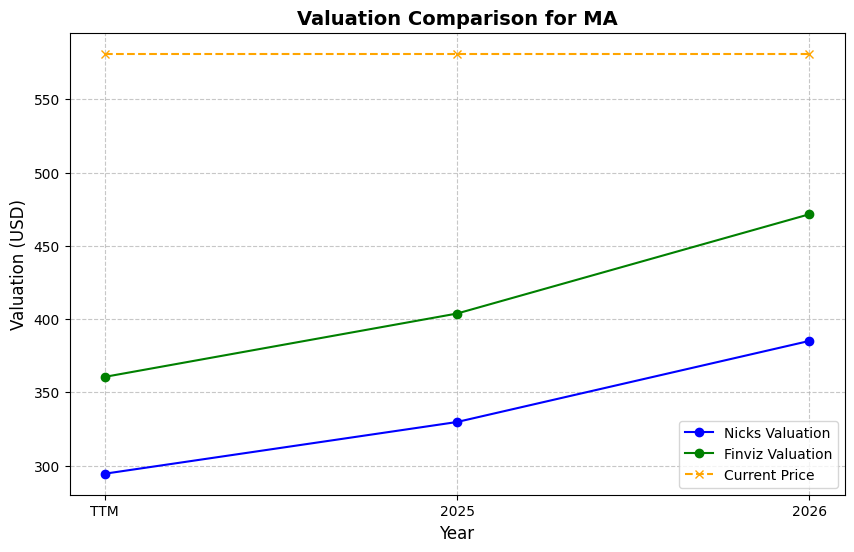 Valuation Comparison for MA
Valuation (USD)
550
500
450
400
350
300
TTM
2025
2026
Year
Nicks Valuation
Finviz Valuation
Current Price